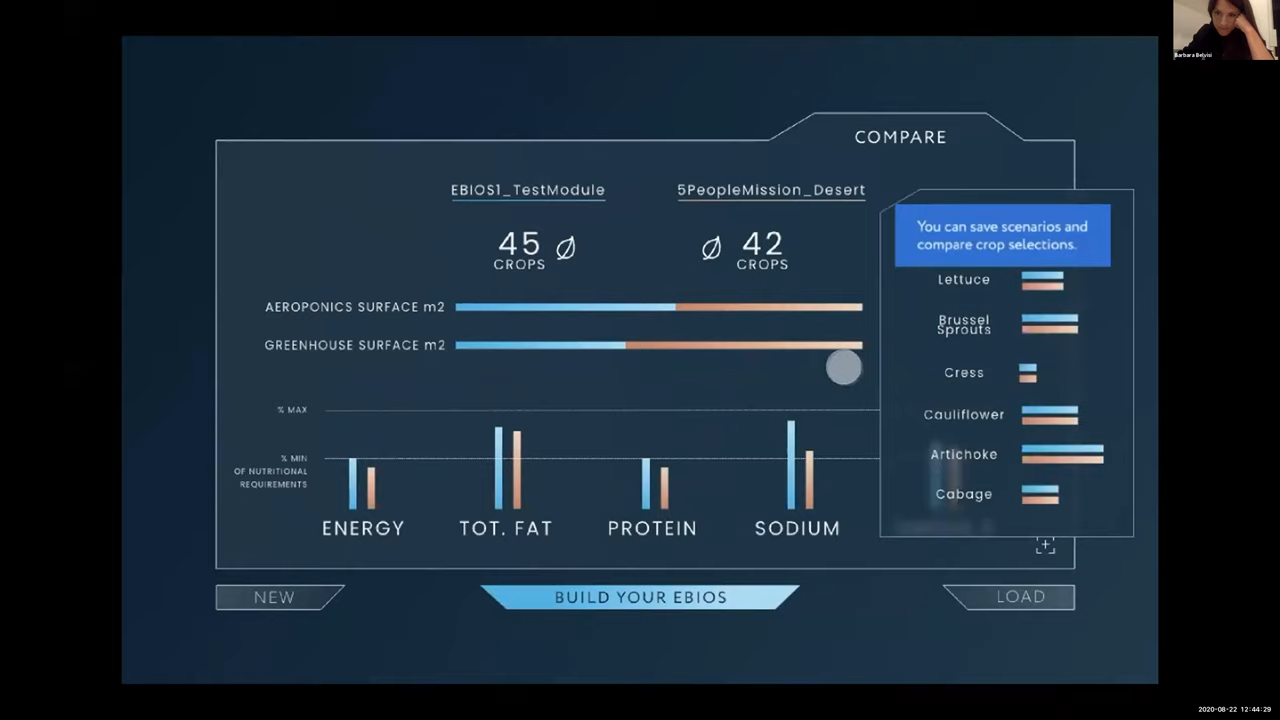 Barbara Belvisi
COMPARE
EBIOS1_TestModule
5PeopleMission_Desert
You can save scenarios and
compare crop selections.
45
CROPS
42
CROPS
AEROPONICS SURFACE m2
GREENHOUSE SURFACE m2
Lettuce
Brussel
Sprouts
Cress
Cauliflower
Artichoke
Cabage
% MAX
% MIN
OF NUTRITIONAL
REQUIREMENTS
ENERGY
TOT. FAT
PROTEIN
SODIUM
NEW
BUILD YOUR EBIOS
LOAD
2020-08-22 12:44:29